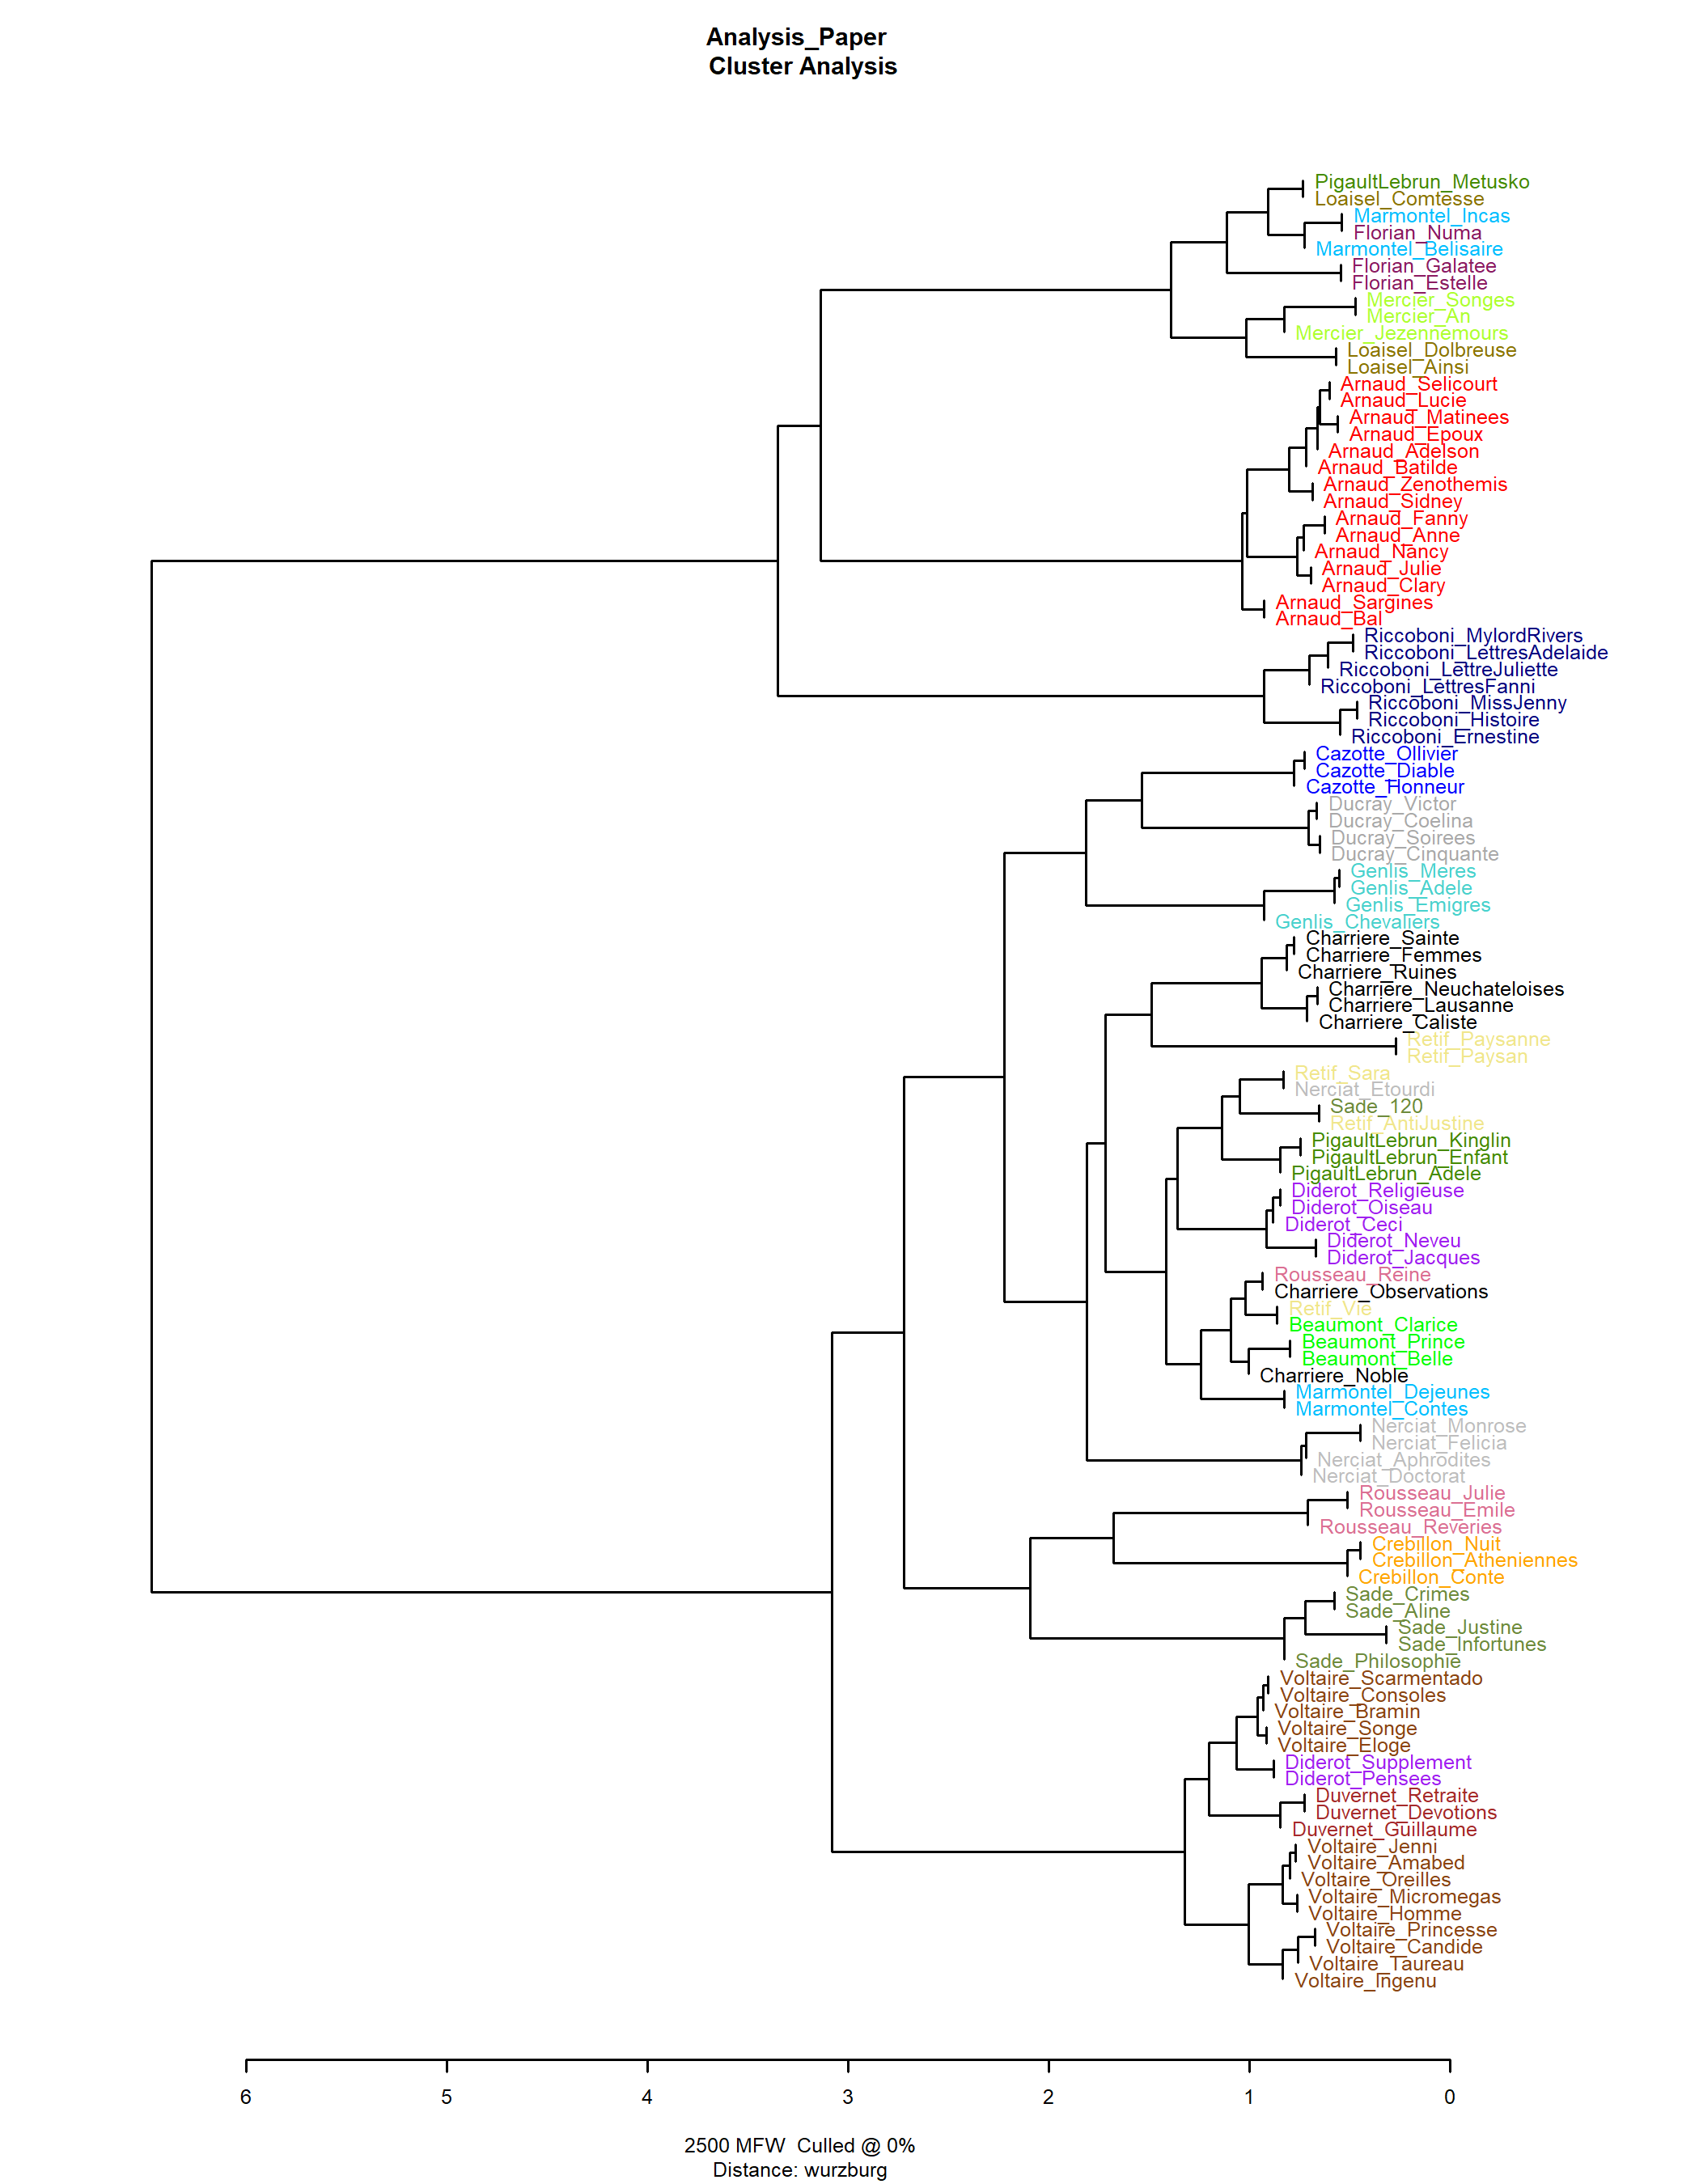 Analysis_Paper
Cluster Analysis
PigaultLebrun_Metusko
Loaisel_Comtesse
Marmontel_Incas
Florian_Numa
Marmontel_Belisaire
Florian_Galatee
Florian_Estelle
Mercier_Songes
Mercier_An
Mercier_Jezennemours
Loaisel_Dolbreuse
Loaisel_Ainsi
Arnaud_Selicourt
Arnaud_Lucie
Arnaud_Matinees
Arnaud_Epoux
Arnaud_Adelson
Arnaud_Batilde
Arnaud_Zenothemis
Arnaud_Sidney
Arnaud_Fanny
Arnaud_Anne
Arnaud_Nancy
Arnaud_Julie
Arnaud_Clary
Arnaud_Sargines
Arnaud_Bal
Riccoboni_MylordRivers
Riccoboni_LettresAdelaide
Riccoboni_LettreJuliette
Riccoboni_LettresFanni
Riccoboni_MissJenny
Riccoboni_Histoire
Riccoboni_Ernestine
Cazotte_Ollivier
Cazotte_Diable
Cazotte_Honneur
Ducray_Victor
Ducray_Coelina
Ducray_Soirees
Ducray_Cinquante
Genlis_Meres
Genlis_Adele
Genlis_Emigres
Genlis_Chevaliers
Charriere_Sainte
Charriere_Femmes
Charriere_Ruines
Charriere_Neuchateloises
Charriere_Lausanne
Charriere_Caliste
Retif_Paysanne
Retif_Paysan
Retif_Sara
Nerciat_Etourdi
Sade_120
Retif_AntiJustine
PigaultLebrun_Kinglin
PigaultLebrun_Enfant
PigaultLebrun_Adele
Diderot_Religieuse
Diderot_Oiseau
Diderot_Ceci
Diderot_Neveu
Diderot_Jacques
Rousseau_Reine
Charriere_Observations
Retif_Vie
Beaumont_Clarice
Beaumont_Prince
Beaumont_Belle
Charriere_Noble
Marmontel_Dejeunes
Marmontel_Contes
Nerciat_Monrose
Nerciat_Felicia
Nerciat_Aphrodites
Nerciat_Doctorat
Rousseau_Julie
Rousseau_Emile
Rousseau_Reveries
Crebillon_Nuit
Crebillon_Atheniennes
Crebillon_Conte
Sade_Crimes
Sade_Aline
Sade_Justine
Sade_Infortunes
Sade_Philosophie
Voltaire_Scarmentado
Voltaire_Consoles
Voltaire_Bramin
Voltaire_Songe
Voltaire_Eloge
Diderot_Supplement
Diderot_Pensees
Duvernet_Retraite
Duvernet_Devotions
Duvernet_Guillaume
Voltaire_Jenni
Voltaire_Amabed
Voltaire_Oreilles
Voltaire_Micromegas
Voltaire_Homme
Voltaire_Princesse
Voltaire_Candide
Voltaire_Taureau
Voltaire_Ingenu
6 5 4 3 2 1 0
2500 MFW Culled @ 0%
Distance: wurzburg